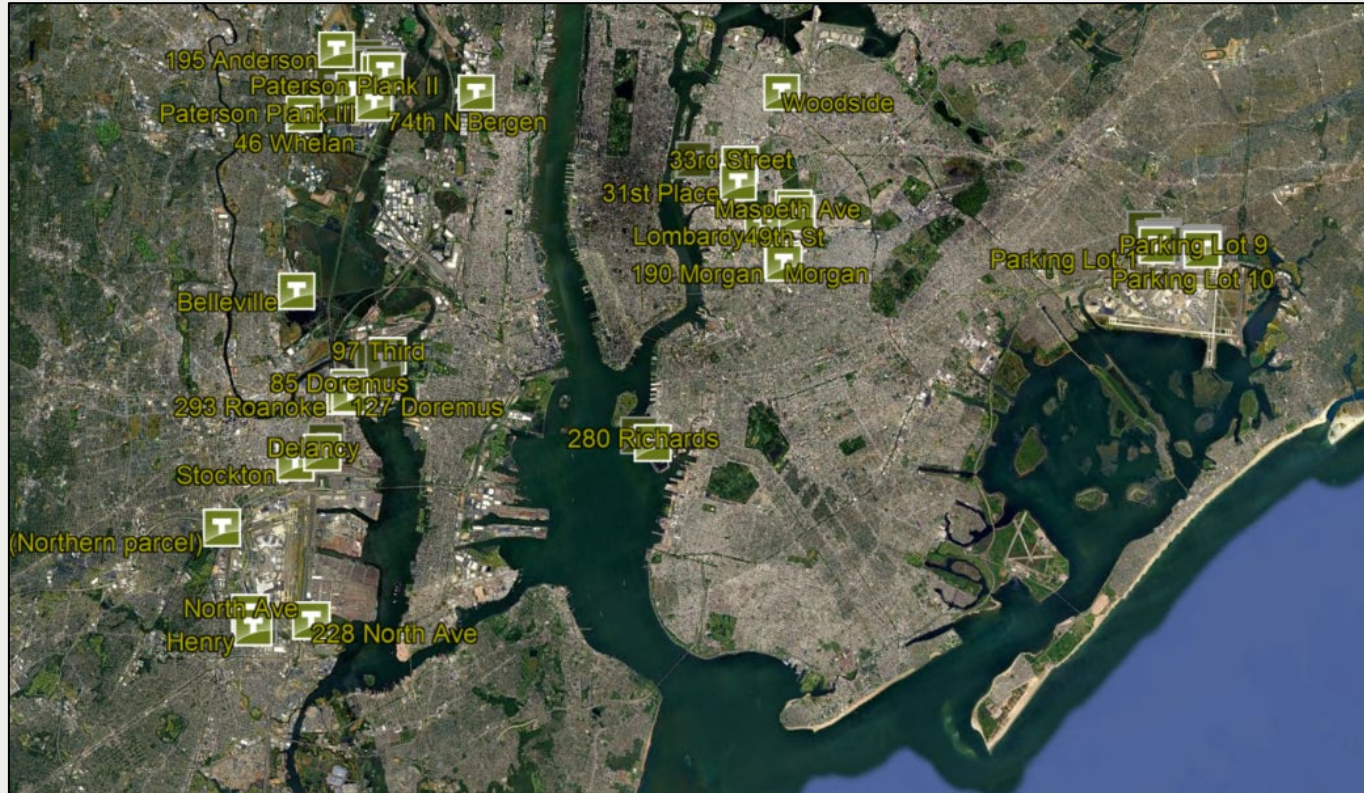 195 Anderson
Paterson Plank II
Paterson Plank III
74th N Bergen
46 Whelan
Woodside
33rd Street
31st Place
Maspeth Ave
Lombardy
49th St
190 Morgan
Morgan
Parking Lot 1
Parking Lot 9
Parking Lot 10
Belleville
97 Third
85 Doremus
293 Roanoke
127 Doremus
280 Richards
Delancy
Stockton
(Northern parcel)
North Ave
Henry
228 North Ave